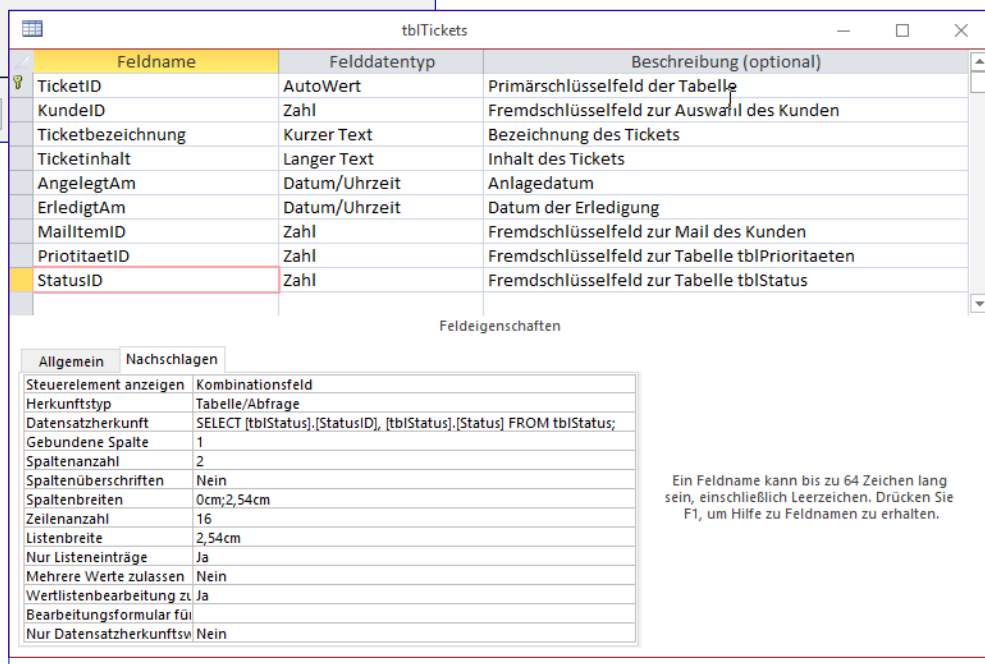 tblTickets
Feldname Felddatentyp Beschreibung (optional)
TicketID AutoWert Primärschlüsselfeld der Tabelle
KundeID Zahl Fremdschlüsselfeld zur Auswahl des Kunden
Ticketbezeichnung Kurzer Text Bezeichnung des Tickets
Ticketinhalt Langer Text Inhalt des Tickets
AngelegtAm Datum/Uhrzeit Anlagedatum
ErledigtAm Datum/Uhrzeit Datum der Erledigung
MailItemID Zahl Fremdschlüsselfeld zur Mail des Kunden
PriotitaetID Zahl Fremdschlüsselfeld zur Tabelle tblPrioritaeten
StatusID Zahl Fremdschlüsselfeld zur Tabelle tblStatus
Feldeigenschaften
Allgemein Nachschlagen
Steuerelement anzeigen Kombinationsfeld
Herkunftstyp Tabelle/Abfrage
Datensatzherkunft SELECT [tblStatus].[StatusID], [tblStatus].[Status] FROM tblStatus;
Gebundene Spalte 1
Spaltenanzahl 2
Spaltenüberschriften Nein
Spaltenbreiten 0cm;2,54cm
Zeilenanzahl 16
Listenbreite 2,54cm
Nur Listeneinträge Ja
Mehrere Werte zulassen Nein
Wertlistenbearbeitung zu Ja
Bearbeitungsformular für
Nur Datensatzherkunftsw Nein
Ein Feldname kann bis zu 64 Zeichen lang
sein, einschließlich Leerzeichen. Drücken Sie
F1, um Hilfe zu Feldnamen zu erhalten.